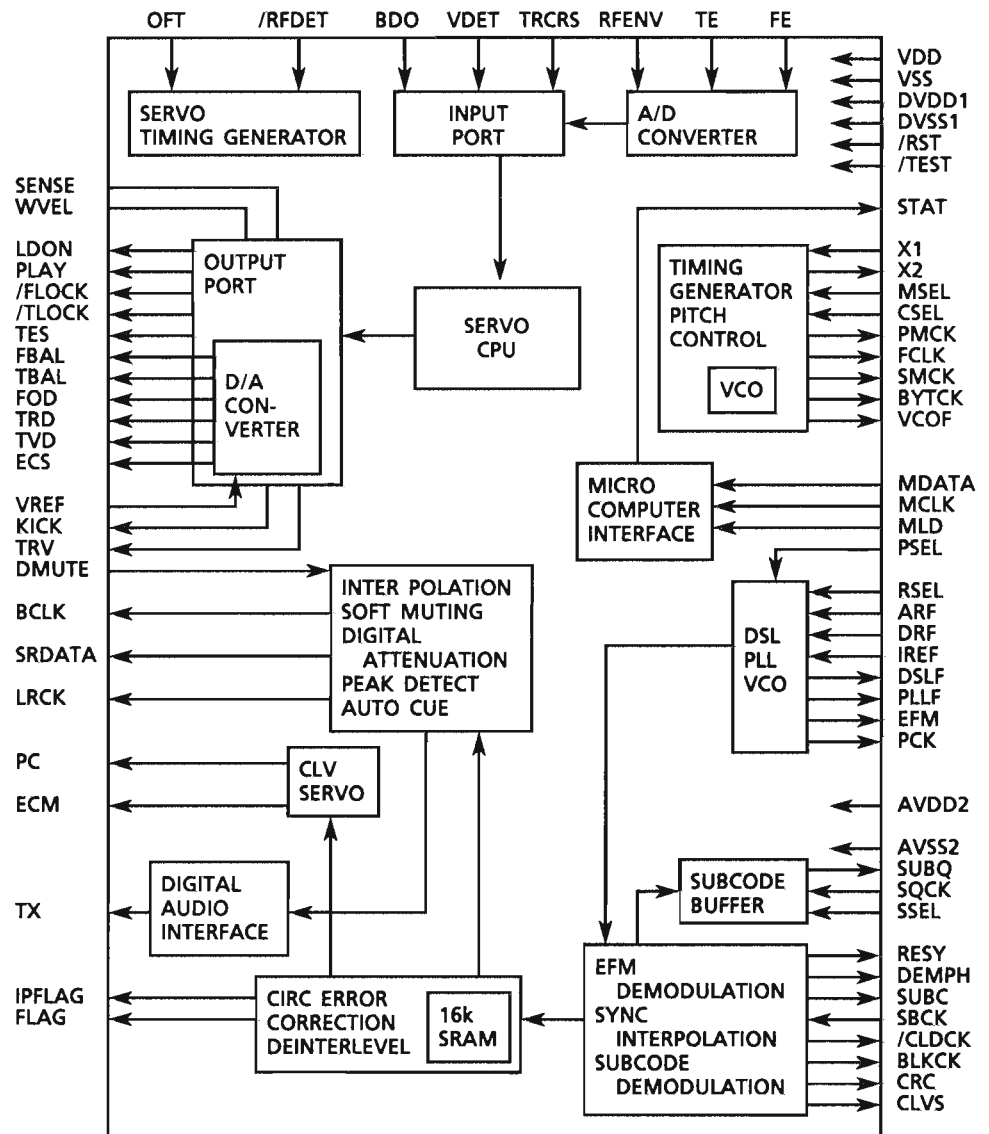 OFT /RFDET BDO VDET TRCRS RFENV TE FE
SERVO
TIMING GENERATOR
INPUT
PORT
A/D
CONVERTER
VDD
VSS
DVDD1
DVSS1
/RST
/TEST
STAT
SENSE
WVEL
LDON
PLAY
/FLOCK
/TLOCK
TES
FBAL
TBAL
FOD
TRD
TVD
ECS
VREF
KICK
TRV
DMUTE
BCLK
SRDATA
LRCK
PC
ECM
TX
IPFLAG
FLAG
OUTPUT
PORT
D/A
CON-
VERTER
SERVO
CPU
TIMING
GENERATOR
PITCH
CONTROL
VCO
X1
X2
MSEL
CSEL
PMCK
FCLK
SMCK
BYTCK
VCOF
MICRO
COMPUTER
INTERFACE
MDATA
MCLK
MLD
PSEL
INTER POLATION
SOFT MUTING
DIGITAL
ATTENUATION
PEAK DETECT
AUTO CUE
DSL
PLL
VCO
RSEL
ARF
DRF
IREF
DSLF
PLLF
EFM
PCK
CLV
SERVO
AVDD2
AVSS2
DIGITAL
AUDIO
INTERFACE
SUBCODE
BUFFER
SUBQ
SQCK
SSEL
CIRC ERROR
CORRECTION
DEINTERLEVEL
16k
SRAM
EFM
DEMODULATION
SYNC
INTERPOLATION
SUBCODE
DEMODULATION
RESY
DEMPH
SUBC
SBCK
/CLDCK
BLKCK
CRC
CLVS